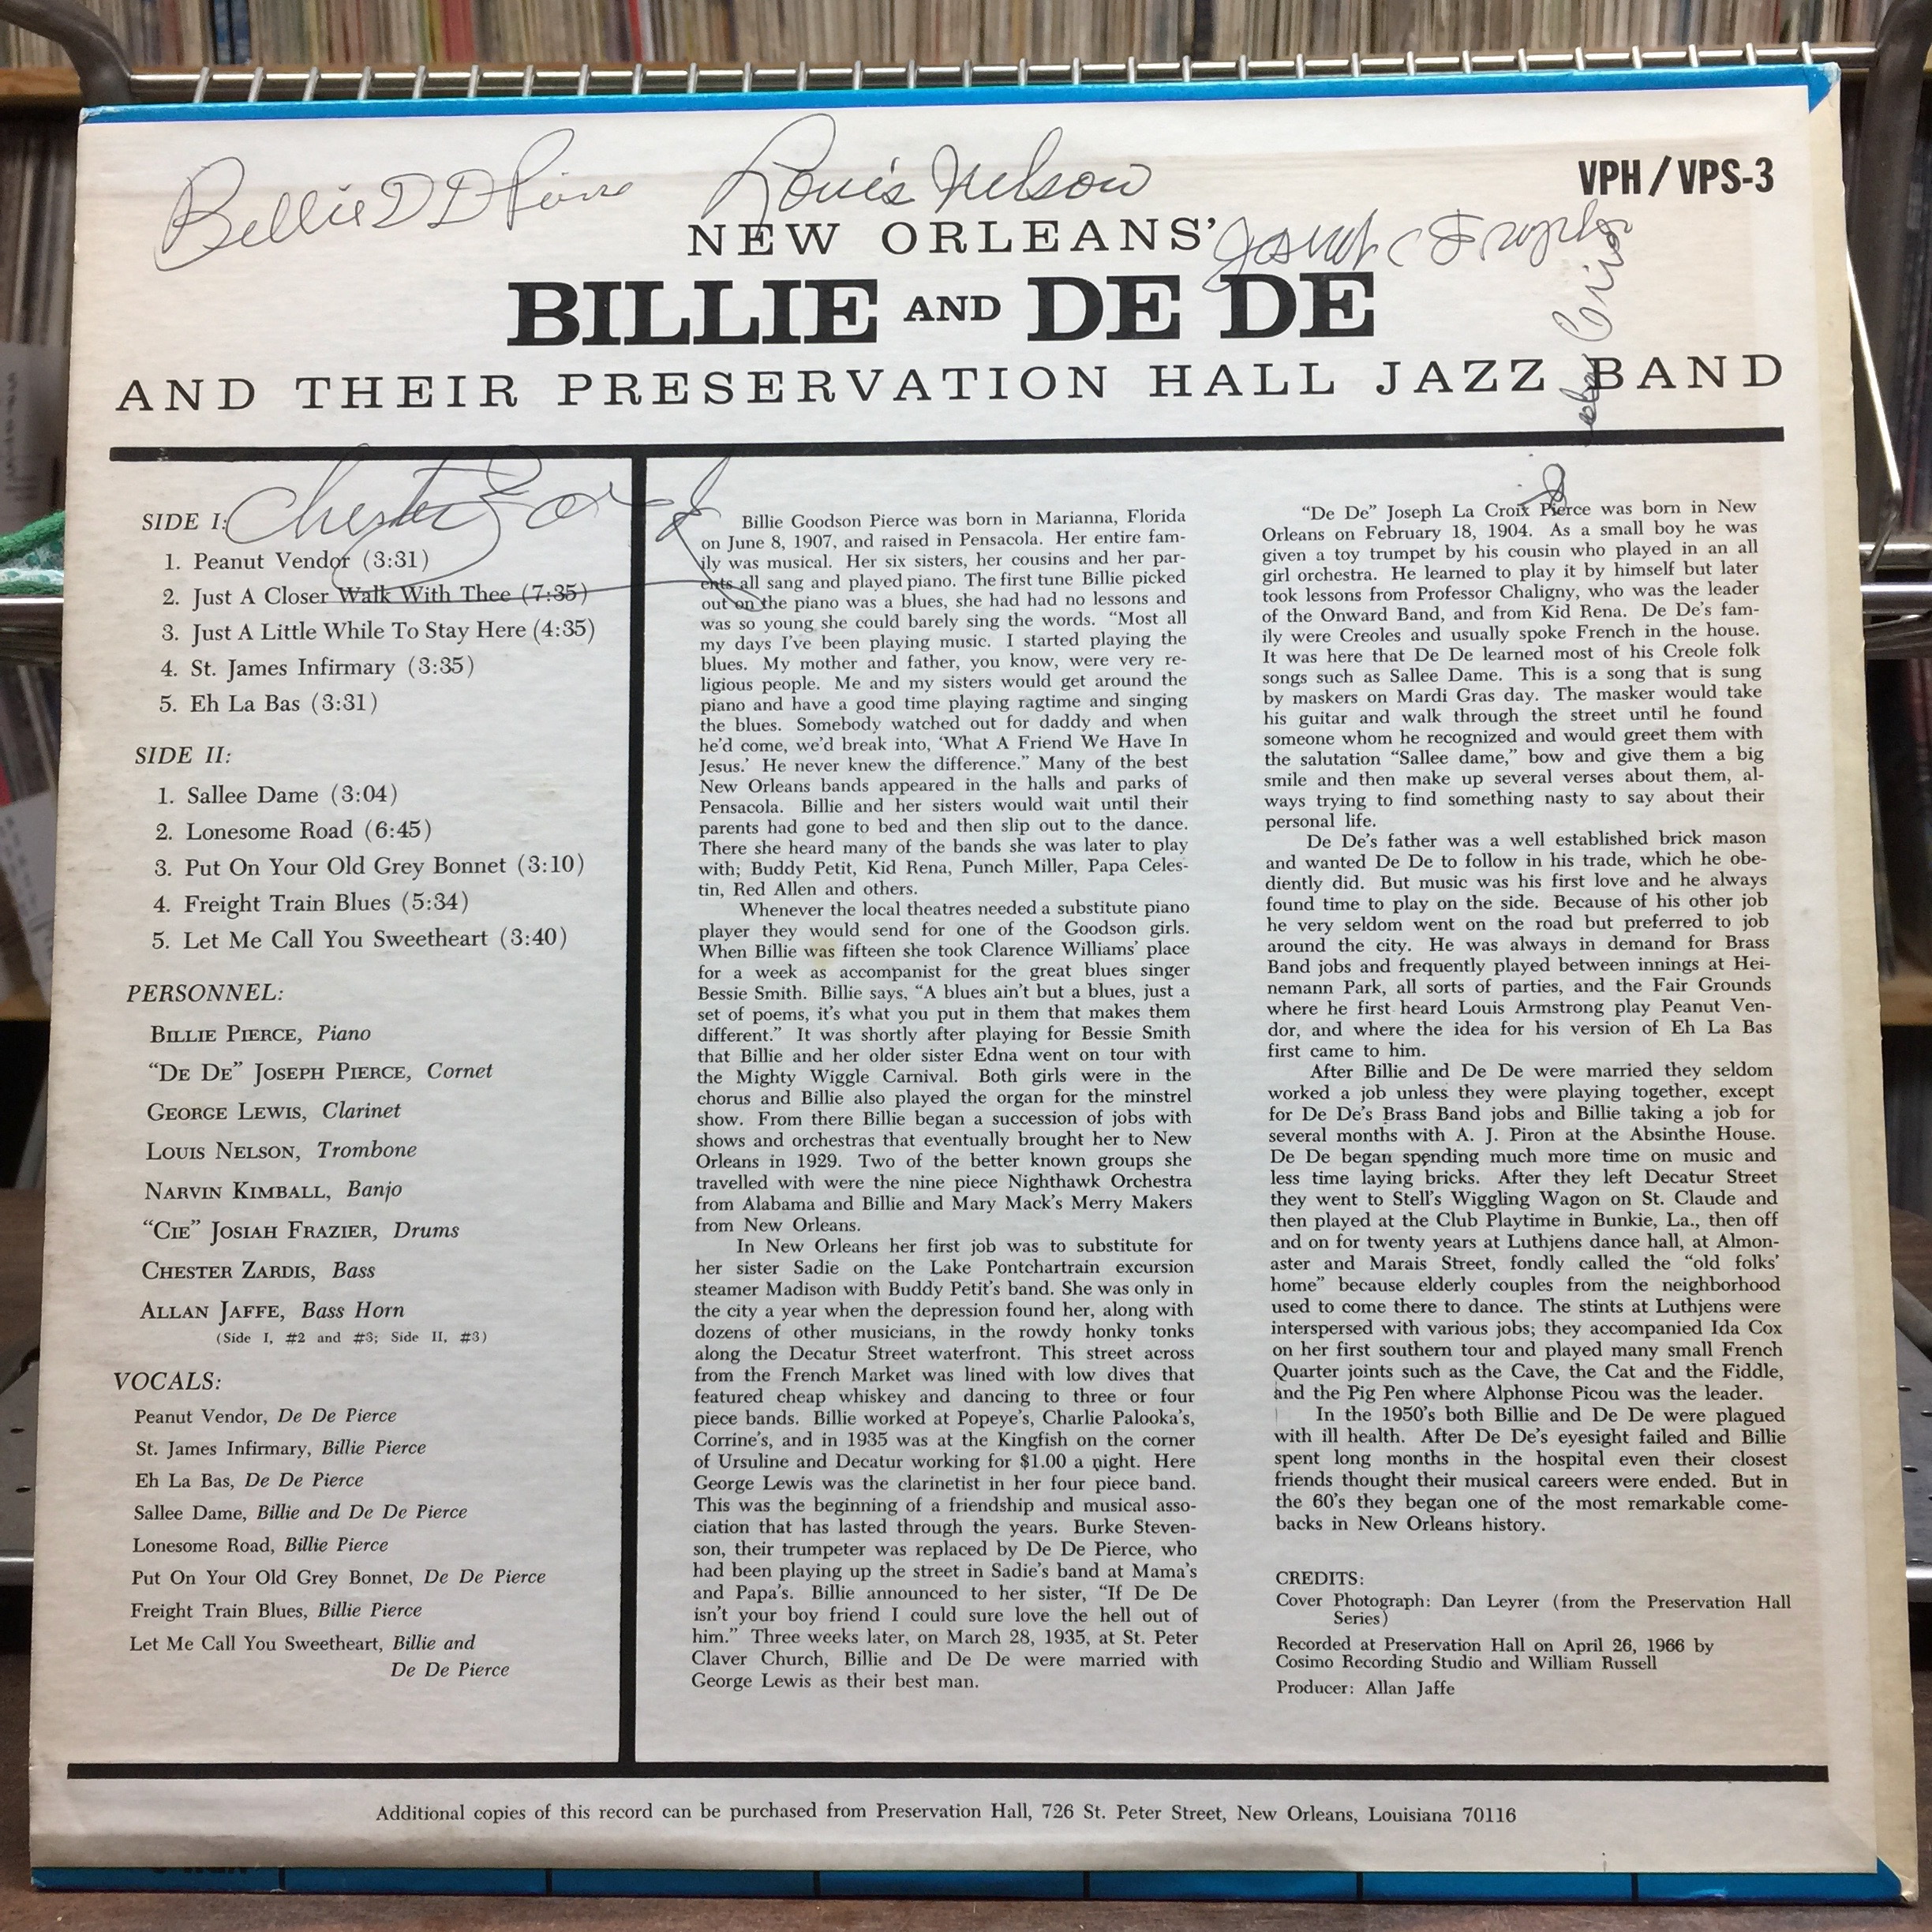 Billie DD Pierce
Louis Nelson
VPH / VPS-3
NEW ORLEANS'
BILLIE AND DE DE
AND THEIR PRESERVATION HALL JAZZ BAND
Chester
SIDE I:
1. Peanut Vendor (3:31)
2. Just A Closer Walk With Thee (7:35)
3. Just A Little While To Stay Here (4:35)
4. St. James Infirmary (3:35)
5. Eh La Bas (3:31)
SIDE II:
1. Sallee Dame (3:04)
2. Lonesome Road (6:45)
3. Put On Your Old Grey Bonnet (3:10)
4. Freight Train Blues (5:34)
5. Let Me Call You Sweetheart (3:40)
PERSONNEL:
BILLIE PIERCE, Piano
“DE DE” JOSEPH PIERCE, Cornet
GEORGE LEWIS, Clarinet
LOUIS NELSON, Trombone
NARVIN KIMBALL, Banjo
“CIE” JOSIAH FRAZIER, Drums
CHESTER ZARDIS, Bass
ALLAN JAFFE, Bass Horn
(Side I, #2 and #3; Side II, #3)
VOCALS:
Peanut Vendor, De De Pierce
St. James Infirmary, Billie Pierce
Eh La Bas, De De Pierce
Sallee Dame, Billie and De De Pierce
Lonesome Road, Billie Pierce
Put On Your Old Grey Bonnet, De De Pierce
Freight Train Blues, Billie Pierce
Let Me Call You Sweetheart, Billie and
De De Pierce
Billie Goodson Pierce was born in Marianna, Florida
on June 8, 1907, and raised in Pensacola. Her entire fam-
ily was musical. Her six sisters, her cousins and her par-
ents all sang and played piano. The first tune Billie picked
out on the piano was a blues, she had had no lessons and
was so young she could barely sing the words. “Most all
my days I've been playing music. I started playing the
blues. My mother and father, you know, were very re-
ligious people. Me and my sisters would get around the
piano and have a good time playing ragtime and singing
the blues. Somebody watched out for daddy and when
he'd come, we'd break into, ‘What A Friend We Have In
Jesus.’ He never knew the difference.” Many of the best
New Orleans bands appeared in the halls and parks of
Pensacola. Billie and her sisters would wait until their
parents had gone to bed and then slip out to the dance.
There she heard many of the bands she was later to play
with; Buddy Petit, Kid Rena, Punch Miller, Papa Celes-
tin, Red Allen and others.
Whenever the local theatres needed a substitute piano
player they would send for one of the Goodson girls.
When Billie was fifteen she took Clarence Williams' place
for a week as accompanist for the great blues singer
Bessie Smith. Billie says, “A blues ain't but a blues, just a
set of poems, it's what you put in them that makes them
different.” It was shortly after playing for Bessie Smith
that Billie and her older sister Edna went on tour with
the Mighty Wiggle Carnival. Both girls were in the
chorus and Billie also played the organ for the minstrel
show. From there Billie began a succession of jobs with
shows and orchestras that eventually brought her to New
Orleans in 1929. Two of the better known groups she
travelled with were the nine piece Nighthawk Orchestra
from Alabama and Billie and Mary Mack's Merry Makers
from New Orleans.
In New Orleans her first job was to substitute for
her sister Sadie on the Lake Pontchartrain excursion
steamer Madison with Buddy Petit's band. She was only in
the city a year when the depression found her, along with
dozens of other musicians, in the rowdy honky tonks
along the Decatur Street waterfront. This street across
from the French Market was lined with low dives that
featured cheap whiskey and dancing to three or four
piece bands. Billie worked at Popeye's, Charlie Palooka's,
Corrine's, and in 1935 was at the Kingfish on the corner
of Ursuline and Decatur working for $1.00 a night. Here
George Lewis was the clarinetist in her four piece band.
This was the beginning of a friendship and musical asso-
ciation that has lasted through the years. Burke Steven-
son, their trumpeter was replaced by De De Pierce, who
had been playing up the street in Sadie's band at Mama's
and Papa's. Billie announced to her sister, “If De De
isn't your boy friend I could sure love the hell out of
him.” Three weeks later, on March 28, 1935, at St. Peter
Claver Church, Billie and De De were married with
George Lewis as their best man.
“De De” Joseph La Croix Pierce was born in New
Orleans on February 18, 1904. As a small boy he was
given a toy trumpet by his cousin who played in an all
girl orchestra. He learned to play it by himself but later
took lessons from Professor Chaligny, who was the leader
of the Onward Band, and from Kid Rena. De De's fam-
ily were Creoles and usually spoke French in the house.
It was here that De De learned most of his Creole folk
songs such as Sallee Dame. This is a song that is sung
by maskers on Mardi Gras day. The masker would take
his guitar and walk through the street until he found
someone whom he recognized and would greet them with
the salutation “Sallee dame,” bow and give them a big
smile and then make up several verses about them, al-
ways trying to find something nasty to say about their
personal life.
De De's father was a well established brick mason
and wanted De De to follow in his trade, which he obe-
diently did. But music was his first love and he always
found time to play on the side. Because of his other job
he very seldom went on the road but preferred to job
around the city. He was always in demand for Brass
Band jobs and frequently played between innings at Hei-
nemann Park, all sorts of parties, and the Fair Grounds
where he first heard Louis Armstrong play Peanut Ven-
dor, and where the idea for his version of Eh La Bas
first came to him.
After Billie and De De were married they seldom
worked a job unless they were playing together, except
for De De's Brass Band jobs and Billie taking a job for
several months with A. J. Piron at the Absinthe House.
De De began spending much more time on music and
less time laying bricks. After they left Decatur Street
they went to Stell's Wiggling Wagon on St. Claude and
then played at the Club Playtime in Bunkie, La., then off
and on for twenty years at Luthjens dance hall, at Almon-
aster and Marais Street, fondly called the “old folks'
home” because elderly couples from the neighborhood
used to come there to dance. The stints at Luthjens were
interspersed with various jobs; they accompanied Ida Cox
on her first southern tour and played many small French
Quarter joints such as the Cave, the Cat and the Fiddle,
and the Pig Pen where Alphonse Picou was the leader.
In the 1950's both Billie and De De were plagued
with ill health. After De De's eyesight failed and Billie
spent long months in the hospital even their closest
friends thought their musical careers were ended. But in
the 60's they began one of the most remarkable come-
backs in New Orleans history.
CREDITS:
Cover Photograph: Dan Leyrer (from the Preservation Hall
Series)
Recorded at Preservation Hall on April 26, 1966 by
Cosimo Recording Studio and William Russell
Producer: Allan Jaffe
Additional copies of this record can be purchased from Preservation Hall, 726 St. Peter Street, New Orleans, Louisiana 70116